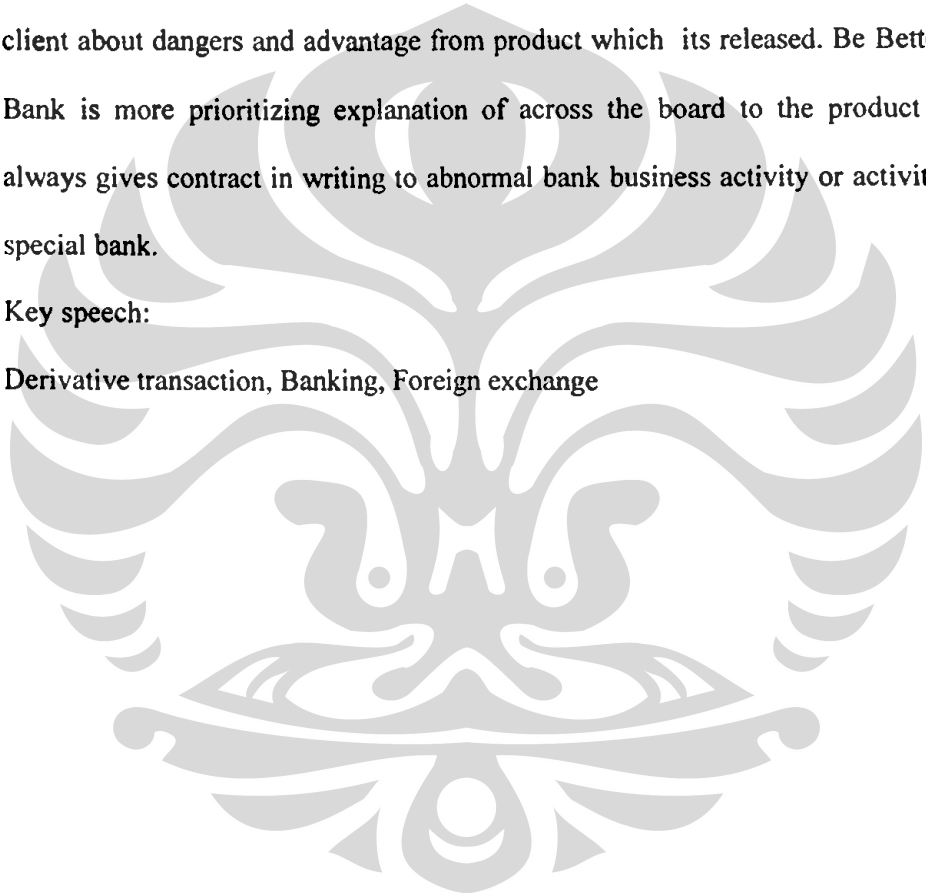 client about dangers and advantage from product which its released. Be Bett
Bank is more prioritizing explanation of across the board to the product
always gives contract in writing to abnormal bank business activity or activit
special bank.
Key speech:
Derivative transaction, Banking, Foreign exchange